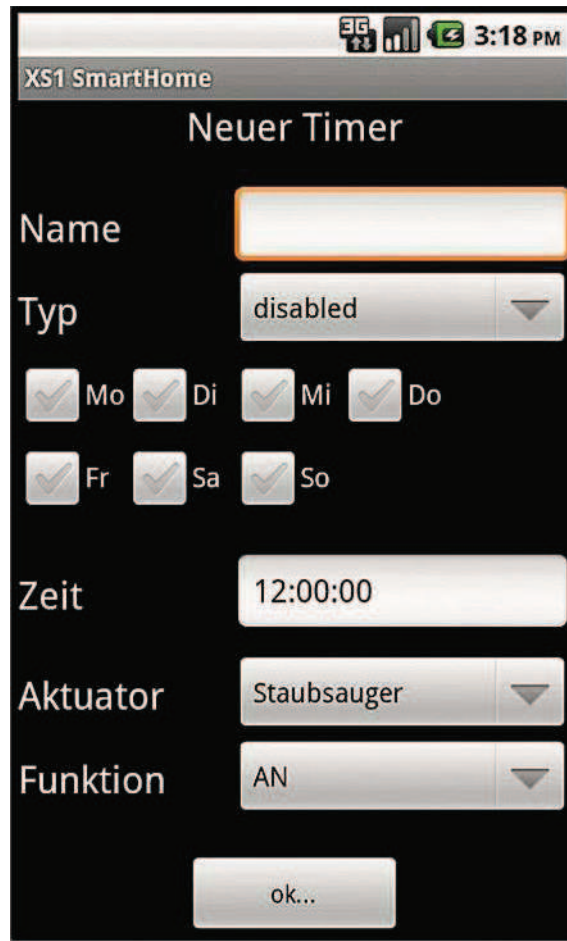 3G 3:18 PM
XS1 SmartHome
Neuer Timer
Name
Typ disabled
Mo Di Mi Do
Fr Sa So
Zeit 12:00:00
Aktuator Staubsauger
Funktion AN
ok...